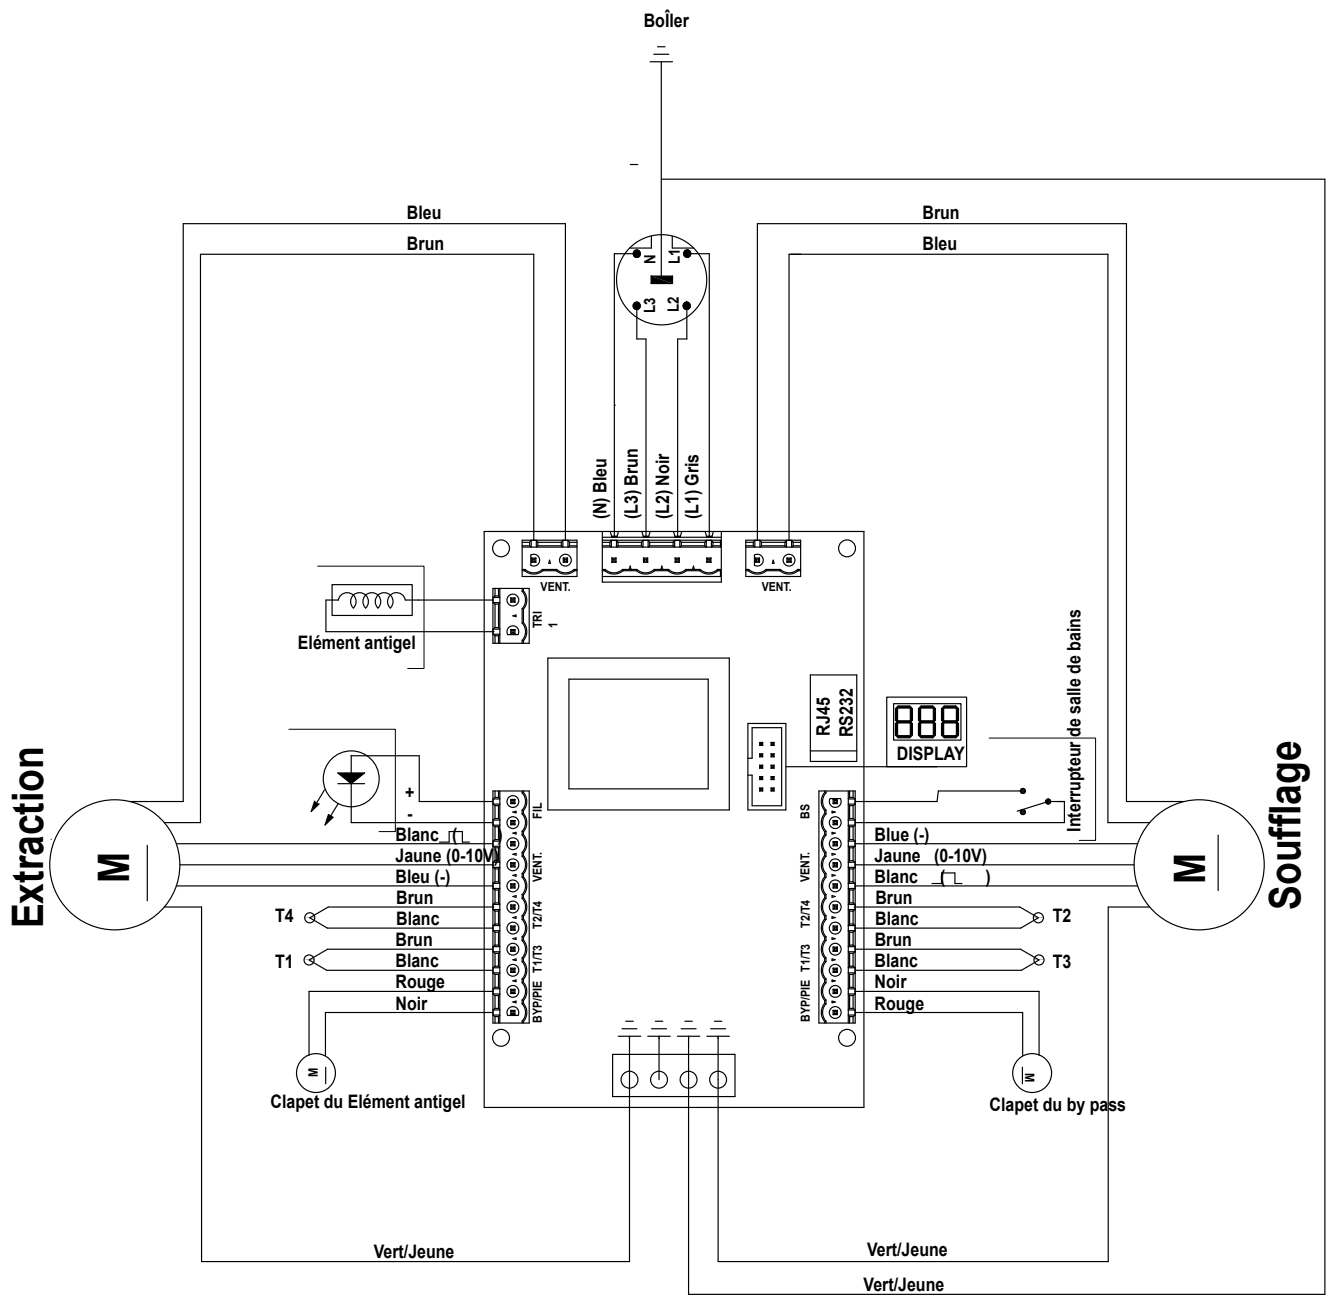 Boîler
Bleu
Brun
Brun
Bleu
N
L1
L3
L2
(N) Bleu
(L3) Brun
(L2) Noir
(L1) Gris
VENT.
VENT.
TRI
1
Elément antigel
RJ45
RS232
DISPLAY
Interrupteur de salle de bains
Extraction
M
+
-
Blanc ( )
Jaune (0-10V)
Bleu (-)
Brun
Blanc
Brun
Blanc
Rouge
Noir
T4
T1
FIL
VENT.
T2/T4
T1/T3
BYP/PIE
M
Clapet du Elément antigel
BS
VENT.
T2/T4
T1/T3
BYP/PIE
Blue (-)
Jaune (0-10V)
Blanc ( )
Brun
Blanc
Brun
Blanc
Noir
Rouge
T2
T3
M
Clapet du by pass
M
Soufflage
Vert/Jeune
Vert/Jeune
Vert/Jeune